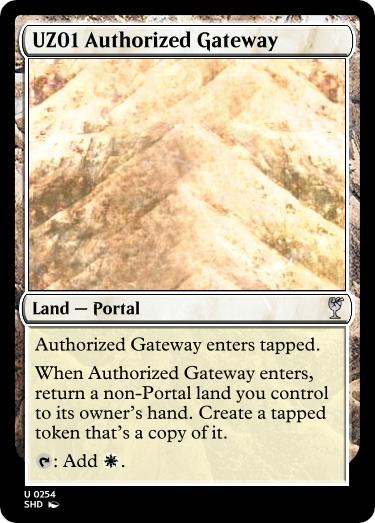 UZ01 Authorized Gateway
Land — Portal
Authorized Gateway enters tapped.
When Authorized Gateway enters,
return a non-Portal land you control
to its owner's hand. Create a tapped
token that's a copy of it.
: Add .
U 0254
SHD